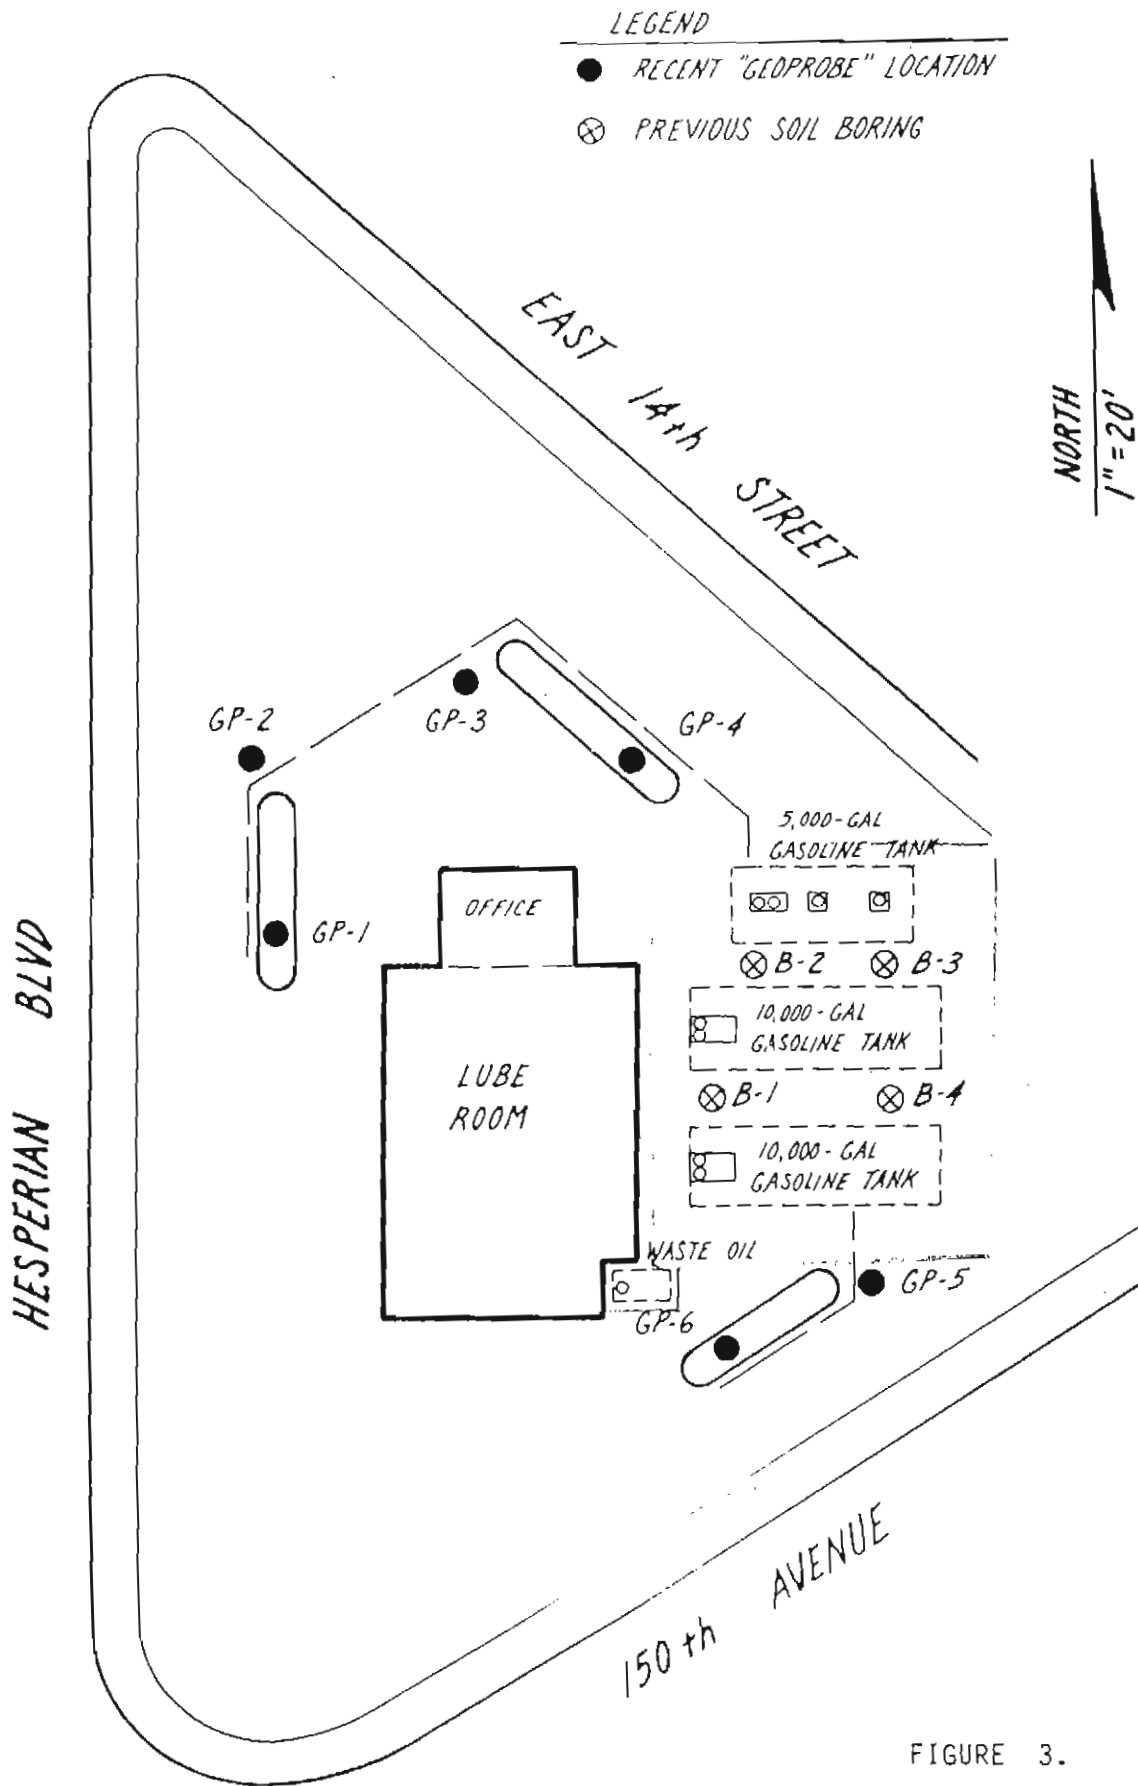 LEGEND
RECENT "GEOPROBE" LOCATION
PREVIOUS SOIL BORING
NORTH
1"=20'
EAST 14th STREET
GP-2
GP-3
GP-4
GP-1
5,000-GAL
GASOLINE TANK
OFFICE
B-2
B-3
10,000-GAL
GASOLINE TANK
LUBE
ROOM
B-1
B-4
10,000-GAL
GASOLINE TANK
HESPERIAN BLVD
WASTE OIL
GP-5
GP-6
150th AVENUE
FIGURE 3.